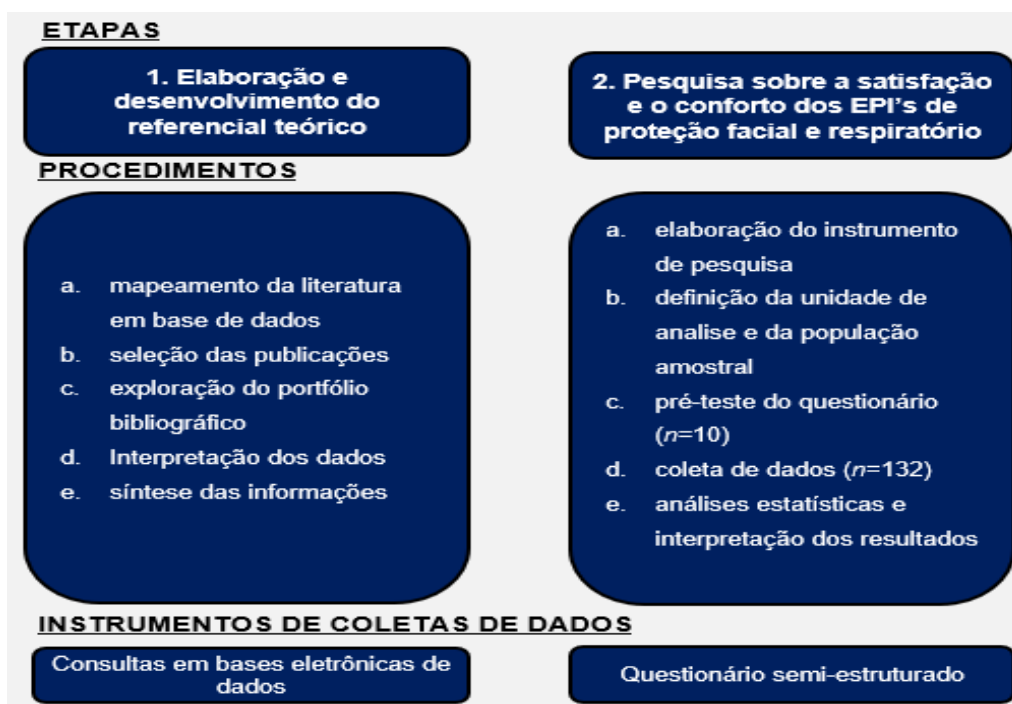 ETAPAS
1. Elaboração e
desenvolvimento do
referencial teórico
2. Pesquisa sobre a satisfação
e o conforto dos EPI's de
proteção facial e respiratório
PROCEDIMENTOS
a. mapeamento da literatura
em base de dados
b. seleção das publicações
c. exploração do portfólio
bibliográfico
d. Interpretação dos dados
e. síntese das informações
a. elaboração do instrumento
de pesquisa
b. definição da unidade de
analise e da população
amostral
c. pré-teste do questionário
(n=10)
d. coleta de dados (n=132)
e. análises estatísticas e
interpretação dos resultados
INSTRUMENTOS DE COLETAS DE DADOS
Consultas em bases eletrônicas de
dados
Questionário semi-estruturado